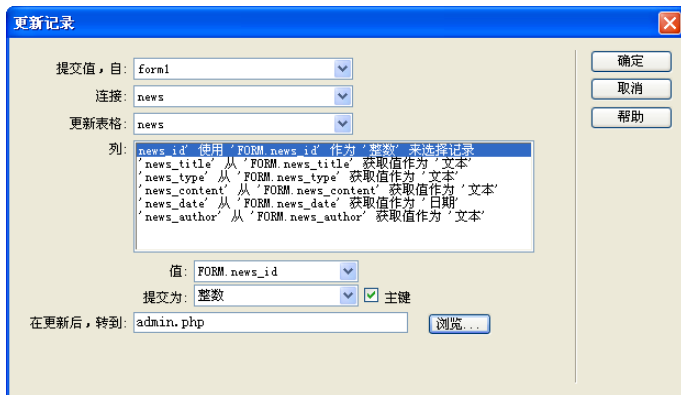 更新记录
提交值，自: form1
确定
连接: news
取消
更新表格: news
帮助
列: news_id' 使用 'FORM.news_id' 作为 '整数' 来选择记录
'news_title' 从 'FORM.news_title' 获取值作为 '文本'
'news_type' 从 'FORM.news_type' 获取值作为 '文本'
'news_content' 从 'FORM.news_content' 获取值作为 '文本'
'news_date' 从 'FORM.news_date' 获取值作为 '日期'
'news_author' 从 'FORM.news_author' 获取值作为 '文本'
值: FORM.news_id
提交为: 整数 主键
在更新后，转到: admin.php 浏览...